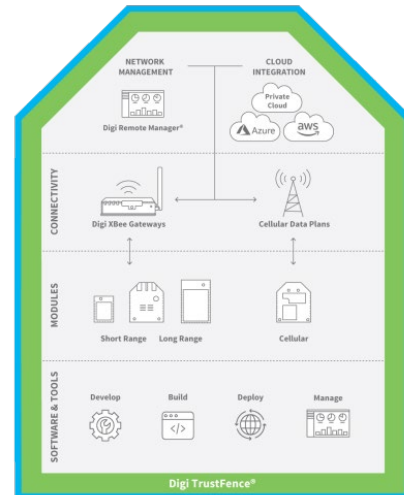 NETWORK
MANAGEMENT
CLOUD
INTEGRATION
Digi Remote Manager®
Private
Cloud
Azure
aws
CONNECTIVITY
Digi XBee Gateways
Cellular Data Plans
MODULES
Short Range
Long Range
Cellular
SOFTWARE & TOOLS
Develop
Build
Deploy
Manage
</>
Digi TrustFence®